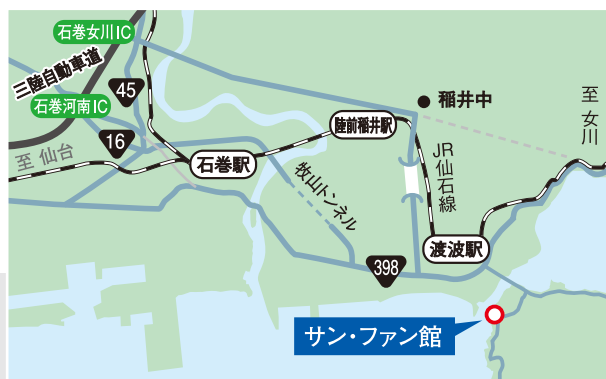 石巻女川IC
三陸自動車道
45
石巻河南IC
16
至 仙台
石巻駅
陸前稲井駅
稲井中
至 女川
JR仙石線
牧山トンネル
渡波駅
398
サン・ファン館